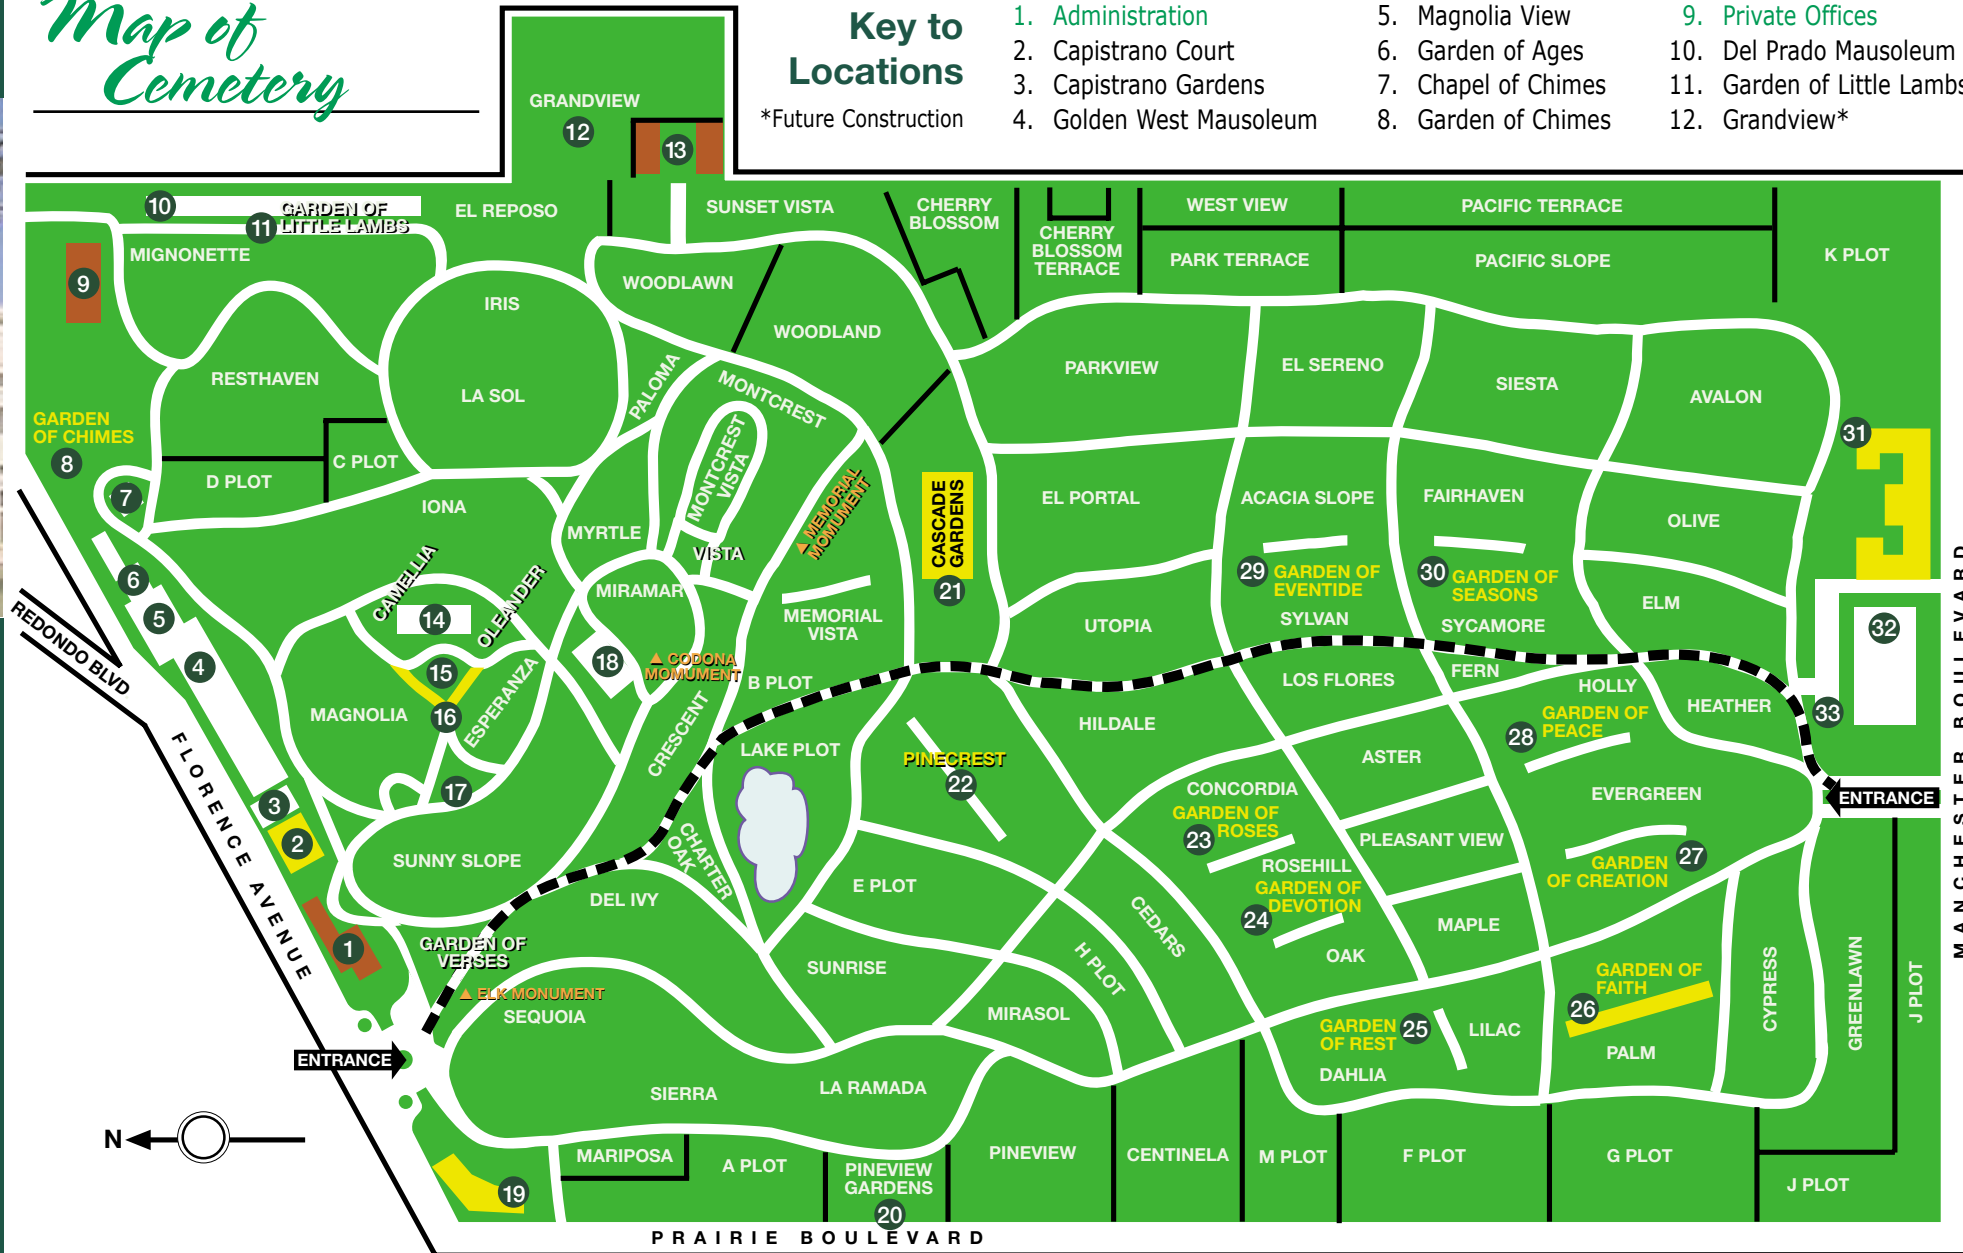 Map of
Cemetery
Key to
Locations
*Future Construction
1. Administration
2. Capistrano Court
3. Capistrano Gardens
4. Golden West Mausoleum
5. Magnolia View
6. Garden of Ages
7. Chapel of Chimes
8. Garden of Chimes
9. Private Offices
10. Del Prado Mausoleum
11. Garden of Little Lambs
12. Grandview*
GRANDVIEW
12
13
10
11
GARDEN OF
LITTLE LAMBS
EL REPOSO
SUNSET VISTA
CHERRY
BLOSSOM
CHERRY
BLOSSOM
TERRACE
WEST VIEW
PACIFIC TERRACE
PARK TERRACE
PACIFIC SLOPE
K PLOT
MIGNONETTE
9
IRIS
WOODLAWN
WOODLAND
RESTHAVEN
LA SOL
PALOMA
MONTCREST
PARKVIEW
EL SERENO
SIESTA
AVALON
GARDEN
OF CHIMES
8
C PLOT
D PLOT
7
IONA
MYRTLE
MONTCREST
VISTA
VISTA
MEMORIAL
MOMUMENT
CASCADE
GARDENS
21
EL PORTAL
ACACIA SLOPE
FAIRHAVEN
OLIVE
31
REDONDO BLVD
6
5
4
CAMELLIA
14
OLEANDER
MIRAMAR
18
CODONA
MOMUMENT
MEMORIAL
VISTA
B PLOT
UTOPIA
29
GARDEN OF
EVENTIDE
SYLVAN
30
GARDEN OF
SEASONS
SYCAMORE
ELM
32
MANCHESTER BOULEVARD
15
16
MAGNOLIA
ESPERANZA
17
CRESCENT
LAKE PLOT
PINECREST
22
HILDALE
LOS FLORES
FERN
HOLLY
HEATHER
33
28
GARDEN OF
PEACE
ASTER
CONCORDIA
EVERGREEN
ENTRANCE
FLORENCE AVENUE
3
2
1
SUNNY SLOPE
CHARTER
OAK
DEL IVY
E PLOT
GARDEN OF
ROSES
23
ROSEHILL
PLEASANT VIEW
GARDEN
OF CREATION
27
GARDEN OF
DEVOTION
24
OAK
MAPLE
CEDARS
H PLOT
GARDEN OF
VERSES
ELK MONUMENT
SEQUOIA
SUNRISE
MIRASOL
GARDEN
OF REST
25
LILAC
GARDEN OF
FAITH
26
PALM
CYPRESS
GREENLAWN
J PLOT
ENTRANCE
SIERRA
LA RAMADA
DAHLIA
N
MARIPOSA
A PLOT
PINEVIEW
GARDENS
20
PINEVIEW
CENTINELA
M PLOT
F PLOT
G PLOT
J PLOT
19
PRAIRIE BOULEVARD